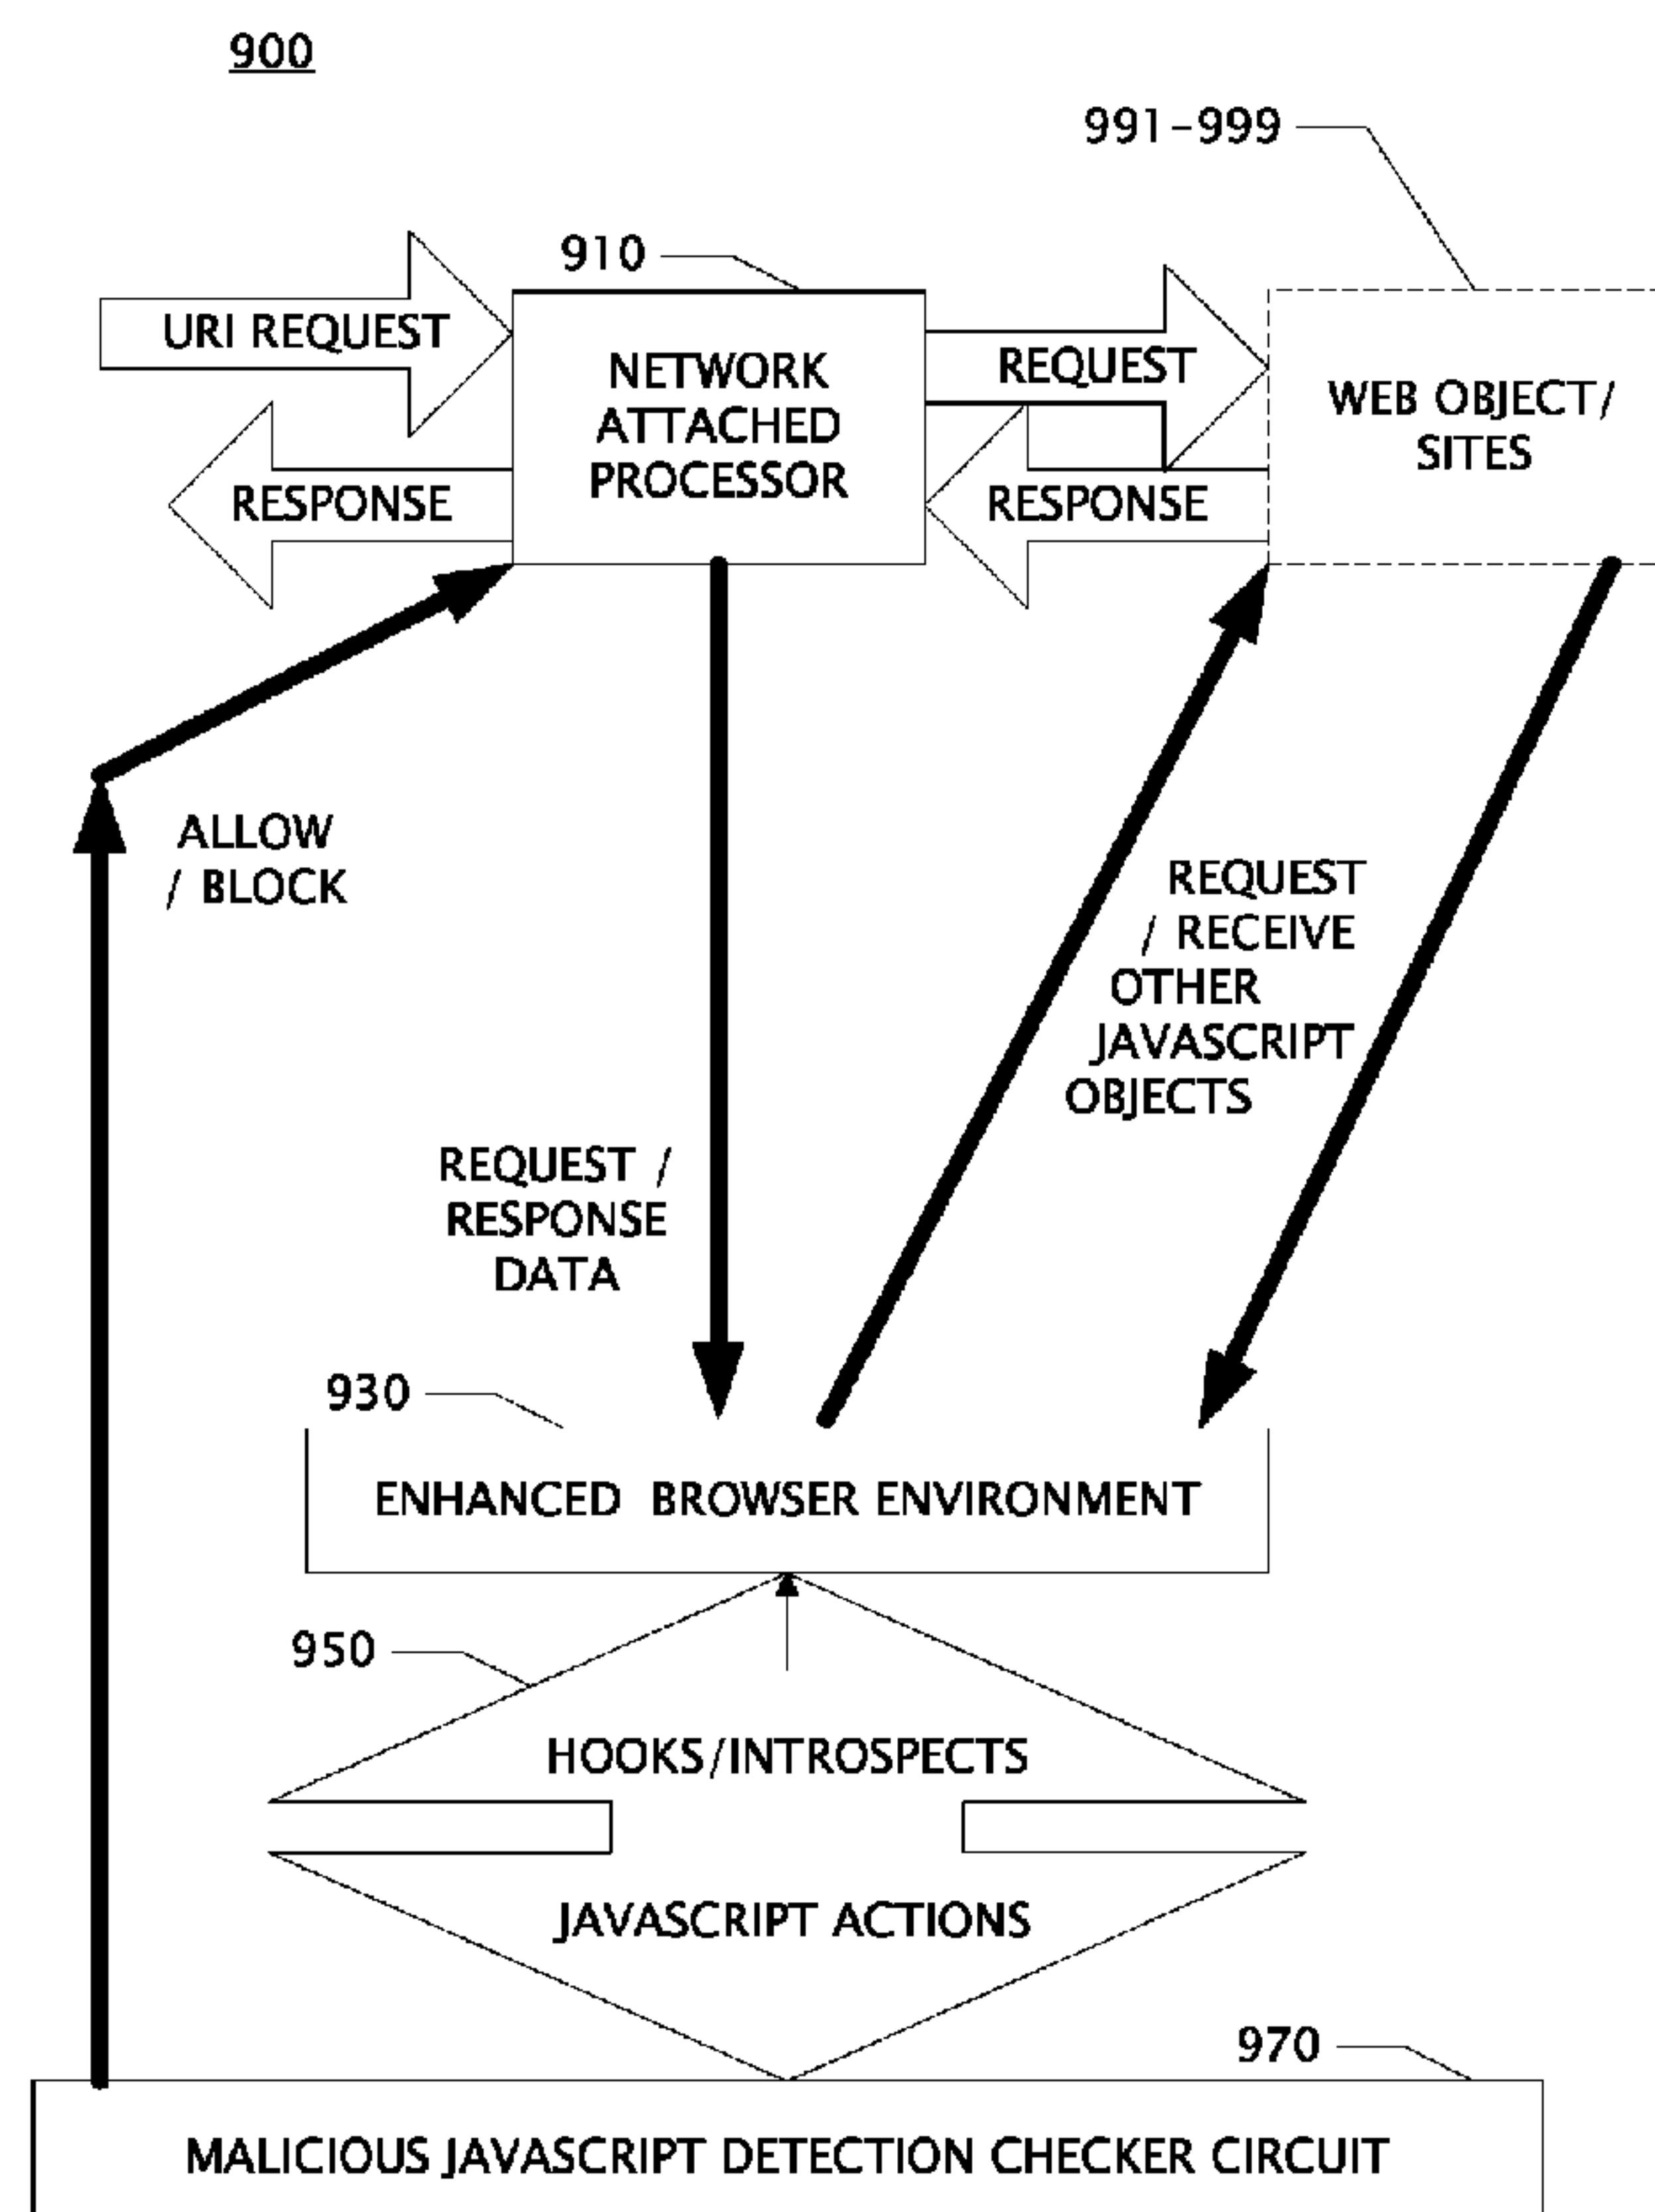 900
991-999
910
URI REQUEST
NETWORK
ATTACHED
PROCESSOR
REQUEST
WEB OBJECT/
SITES
RESPONSE
RESPONSE
ALLOW
/ BLOCK
REQUEST
/ RECEIVE
OTHER
JAVASCRIPT
OBJECTS
REQUEST /
RESPONSE
DATA
930
ENHANCED BROWSER ENVIRONMENT
950
HOOKS/INTROSPECTS
JAVASCRIPT ACTIONS
970
MALICIOUS JAVASCRIPT DETECTION CHECKER CIRCUIT